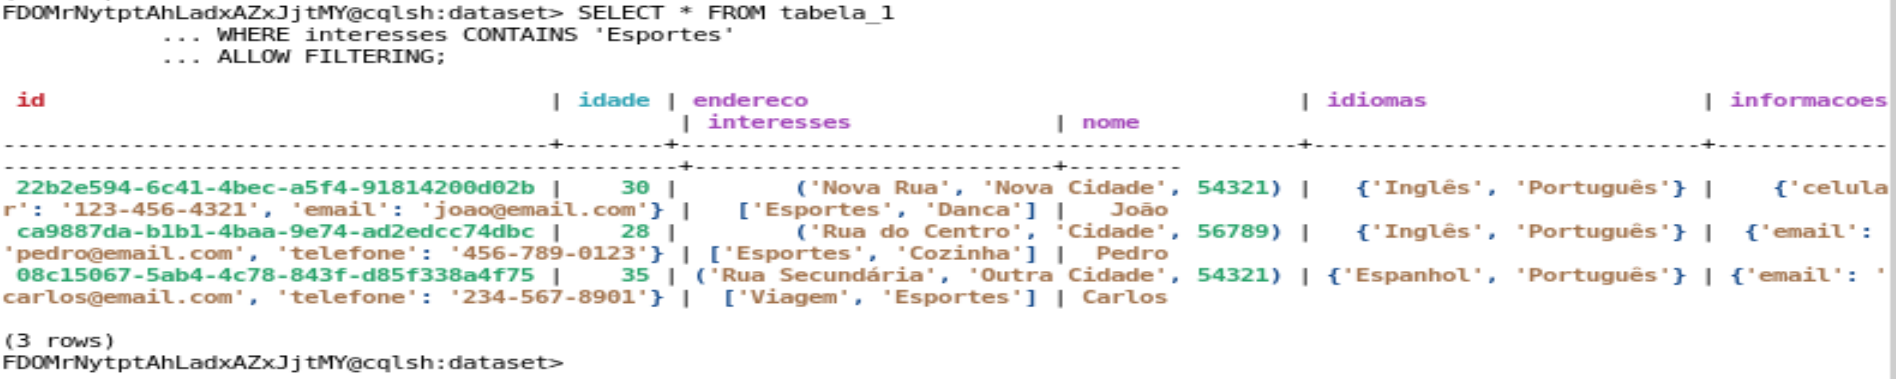 FDOMrNytptAhLadxAZxJjtMY@cqlsh:dataset> SELECT * FROM tabela_1
... WHERE interesses CONTAINS 'Esportes'
... ALLOW FILTERING;
id | idade | endereco | idiomas | informacoes
| interesses | nome
--------------------------------------+-------+-------------------------------------------+---------------------------+------------
-----------------------------------------------+-------------------------+--------
22b2e594-6c41-4bec-a5f4-91814200d02b | 30 | ('Nova Rua', 'Nova Cidade', 54321) | {'Inglês', 'Português'} | {'celula
r': '123-456-4321', 'email': 'joao@email.com'} | ['Esportes', 'Danca'] | João
ca9887da-b1b1-4baa-9e74-ad2edcc74dbc | 28 | ('Rua do Centro', 'Cidade', 56789) | {'Inglês', 'Português'} | {'email':
'pedro@email.com', 'telefone': '456-789-0123'} | ['Esportes', 'Cozinha'] | Pedro
08c15067-5ab4-4c78-843f-d85f338a4f75 | 35 | ('Rua Secundária', 'Outra Cidade', 54321) | {'Espanhol', 'Português'} | {'email': '
carlos@email.com', 'telefone': '234-567-8901'} | ['Viagem', 'Esportes'] | Carlos
(3 rows)
FDOMrNytptAhLadxAZxJjtMY@cqlsh:dataset>